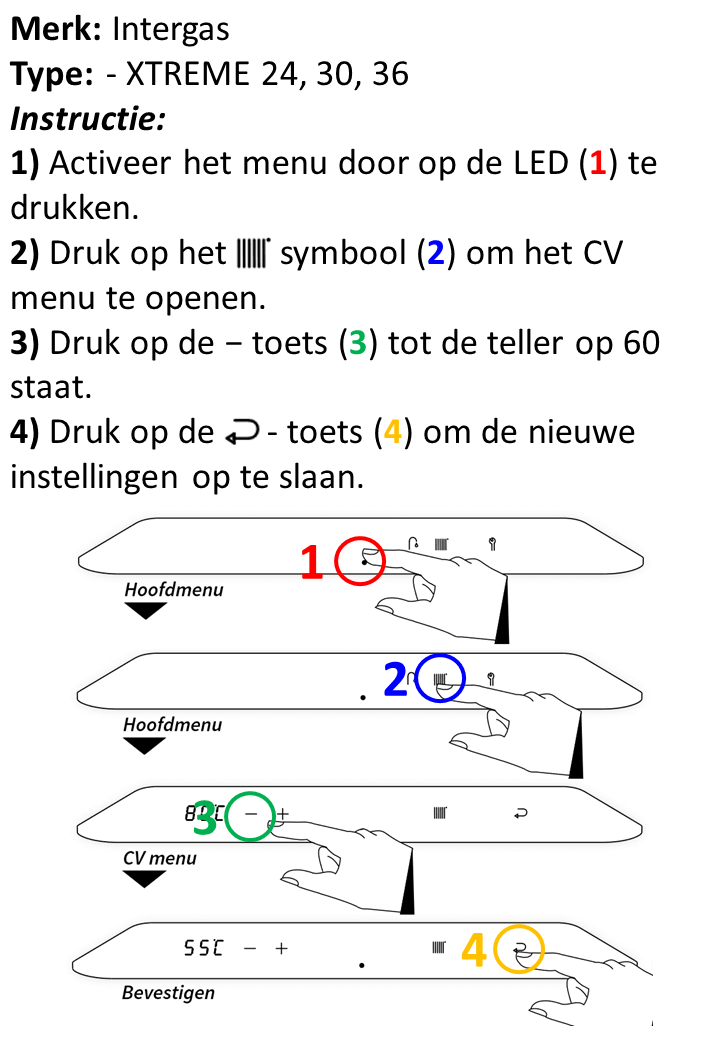 Merk: Intergas
Type: - XTREME 24, 30, 36
Instructie:
1) Activeer het menu door op de LED (1) te
drukken.
2) Druk op het symbool (2) om het CV
menu te openen.
3) Druk op de – toets (3) tot de teller op 60
staat.
4) Druk op de - toets (4) om de nieuwe
instellingen op te slaan.
1
Hoofdmenu
2
Hoofdmenu
3 − +
CV menu
55C − + 4
Bevestigen